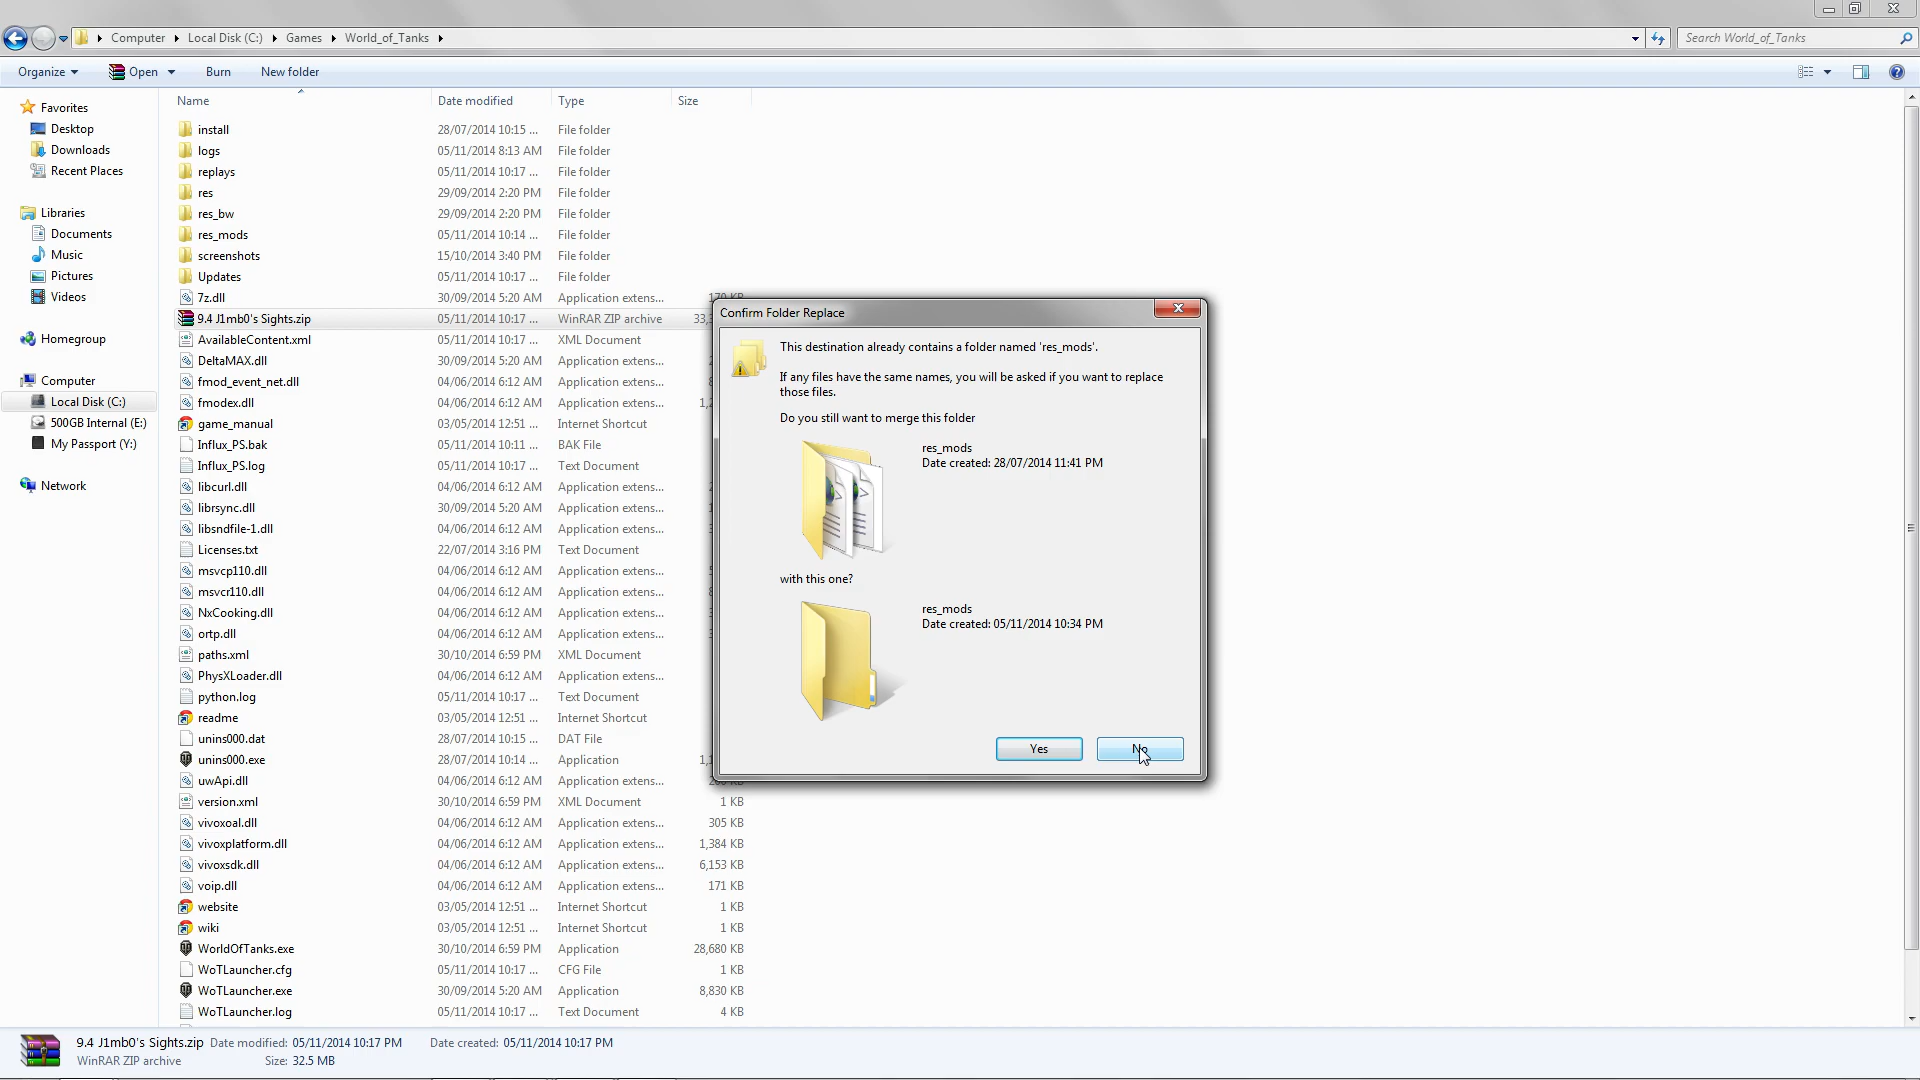 Computer Local Disk (C:) Games World_of_Tanks Search World_of_Tanks
Organize Open Burn New folder
Favorites
Desktop
Downloads
Recent Places
Libraries
Documents
Music
Pictures
Videos
Homegroup
Computer
Local Disk (C:)
500GB Internal (E:)
My Passport (Y:)
Network
Name Date modified Type Size
install 28/07/2014 10:15 ... File folder
logs 05/11/2014 8:13 AM File folder
replays 05/11/2014 10:17 ... File folder
res 29/09/2014 2:20 PM File folder
res_bw 29/09/2014 2:20 PM File folder
res_mods 05/11/2014 10:14 ... File folder
screenshots 15/10/2014 3:40 PM File folder
Updates 05/11/2014 10:17 ... File folder
7z.dll 30/09/2014 5:20 AM Application extens... 170 KB
9.4 J1mb0's Sights.zip 05/11/2014 10:17 ... WinRAR ZIP archive 33,
AvailableContent.xml 05/11/2014 10:17 ... XML Document
DeltaMAX.dll 30/09/2014 5:20 AM Application extens...
fmod_event_net.dll 04/06/2014 6:12 AM Application extens...
fmodex.dll 04/06/2014 6:12 AM Application extens... 1,
game_manual 03/05/2014 12:51 ... Internet Shortcut
Influx_PS.bak 05/11/2014 10:11 ... BAK File
Influx_PS.log 05/11/2014 10:17 ... Text Document
libcurl.dll 04/06/2014 6:12 AM Application extens...
librsync.dll 30/09/2014 5:20 AM Application extens...
libsndfile-1.dll 04/06/2014 6:12 AM Application extens...
Licenses.txt 22/07/2014 3:16 PM Text Document
msvcp110.dll 04/06/2014 6:12 AM Application extens...
msvcr110.dll 04/06/2014 6:12 AM Application extens...
NxCooking.dll 04/06/2014 6:12 AM Application extens...
ortp.dll 04/06/2014 6:12 AM Application extens...
paths.xml 30/10/2014 6:59 PM XML Document
PhysXLoader.dll 04/06/2014 6:12 AM Application extens...
python.log 05/11/2014 10:17 ... Text Document
readme 03/05/2014 12:51 ... Internet Shortcut
unins000.dat 28/07/2014 10:15 ... DAT File
unins000.exe 28/07/2014 10:14 ... Application 1,
uwApi.dll 04/06/2014 6:12 AM Application extens...
version.xml 30/10/2014 6:59 PM XML Document 1 KB
vivoxoal.dll 04/06/2014 6:12 AM Application extens... 305 KB
vivoxplatform.dll 04/06/2014 6:12 AM Application extens... 1,384 KB
vivoxsdk.dll 04/06/2014 6:12 AM Application extens... 6,153 KB
voip.dll 04/06/2014 6:12 AM Application extens... 171 KB
website 03/05/2014 12:51 ... Internet Shortcut 1 KB
wiki 03/05/2014 12:51 ... Internet Shortcut 1 KB
WorldOfTanks.exe 30/10/2014 6:59 PM Application 28,680 KB
WoTLauncher.cfg 05/11/2014 10:17 ... CFG File 1 KB
WoTLauncher.exe 30/09/2014 5:20 AM Application 8,830 KB
WoTLauncher.log 05/11/2014 10:17 ... Text Document 4 KB
Confirm Folder Replace
This destination already contains a folder named 'res_mods'.
If any files have the same names, you will be asked if you want to replace
those files.
Do you still want to merge this folder
res_mods
Date created: 28/07/2014 11:41 PM
with this one?
res_mods
Date created: 05/11/2014 10:34 PM
Yes No
9.4 J1mb0's Sights.zip Date modified: 05/11/2014 10:17 PM Date created: 05/11/2014 10:17 PM
WinRAR ZIP archive Size: 32.5 MB